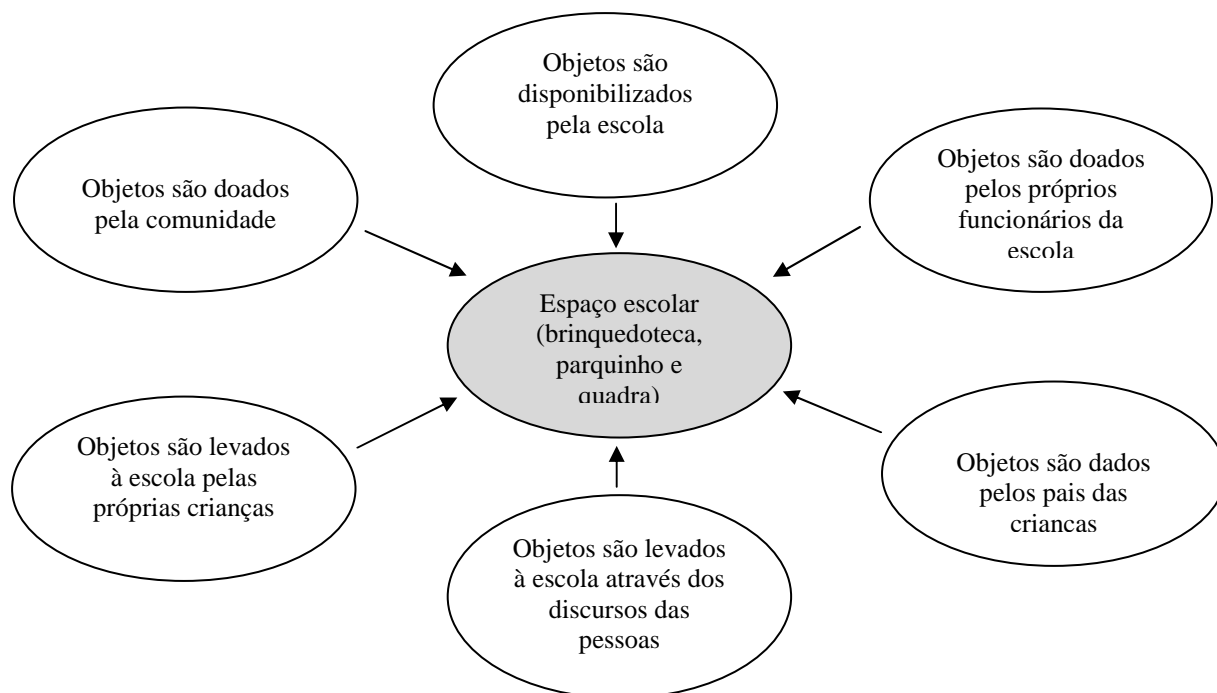 Objetos são
disponibilizados
pela escola
Objetos são doados
pela comunidade
Objetos são doados
pelos próprios
funcionários da
escola
Espaço escolar
(brinquedoteca,
parquinho e
quadra)
Objetos são levados
à escola pelas
próprias crianças
Objetos são dados
pelos pais das
criancas
Objetos são levados
à escola através dos
discursos das
pessoas